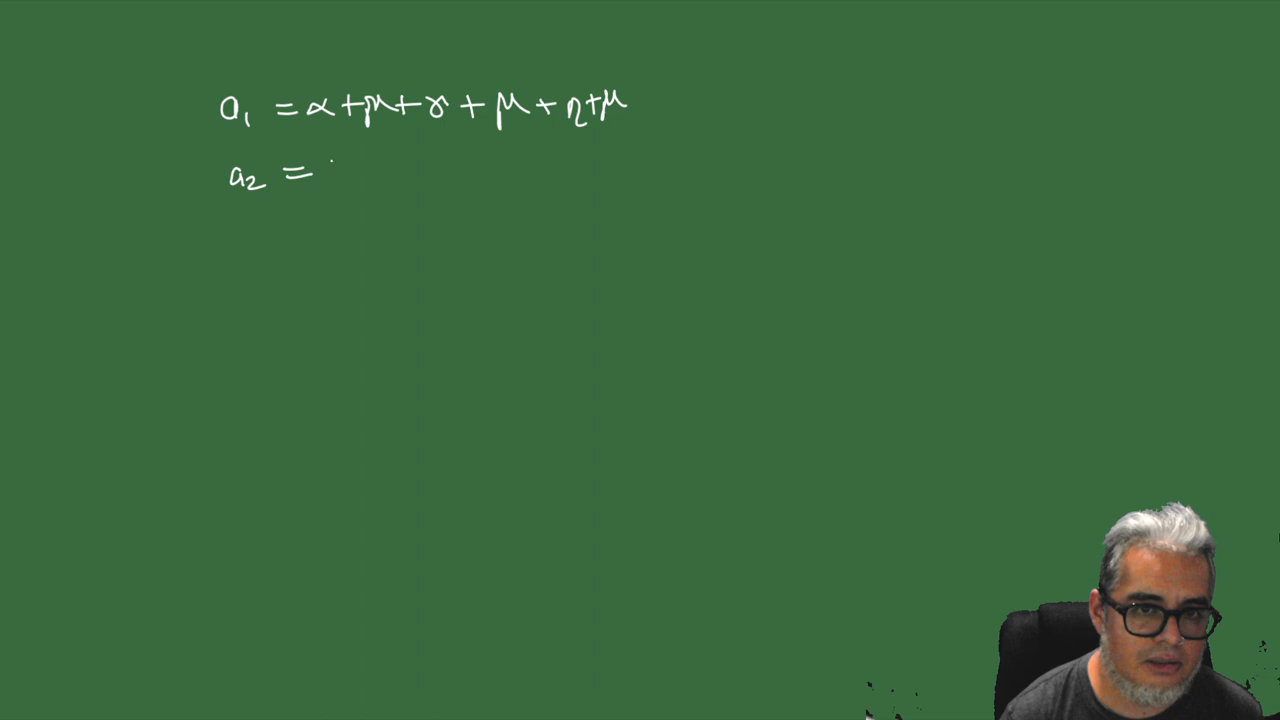 a₁ = α + μ + γ + μ + η + μ
a₂ =